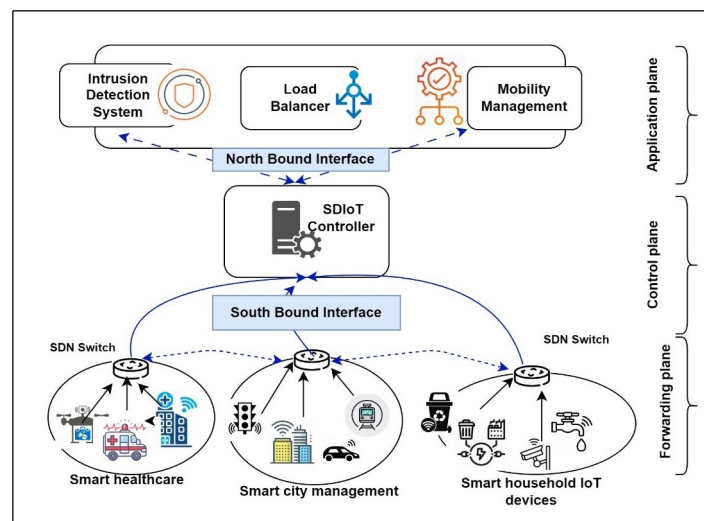 Intrusion
Detection
System
Load
Balancer
Mobility
Management
Application plane
North Bound Interface
SDIoT
Controller
Control plane
South Bound Interface
SDN Switch
SDN Switch
Forwarding plane
Smart healthcare
Smart city management
Smart household IoT
devices